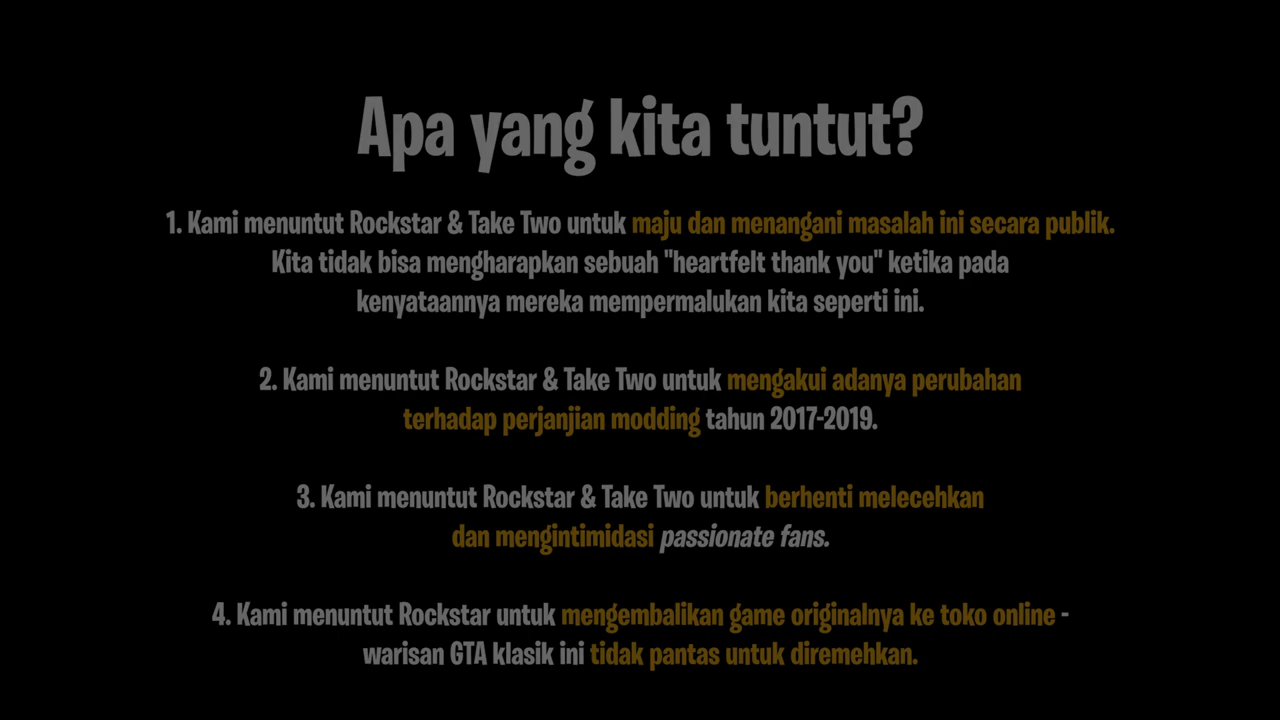 Apa yang kita tuntut?
1. Kami menuntut Rockstar & Take Two untuk maju dan menangani masalah ini secara publik.
Kita tidak bisa mengharapkan sebuah "heartfelt thank you" ketika pada
kenyataannya mereka mempermalukan kita seperti ini.
2. Kami menuntut Rockstar & Take Two untuk mengakui adanya perubahan
terhadap perjanjian modding tahun 2017-2019.
3. Kami menuntut Rockstar & Take Two untuk berhenti melecehkan
dan mengintimidasi passionate fans.
4. Kami menuntut Rockstar untuk mengembalikan game originalnya ke toko online -
warisan GTA klasik ini tidak pantas untuk diremehkan.